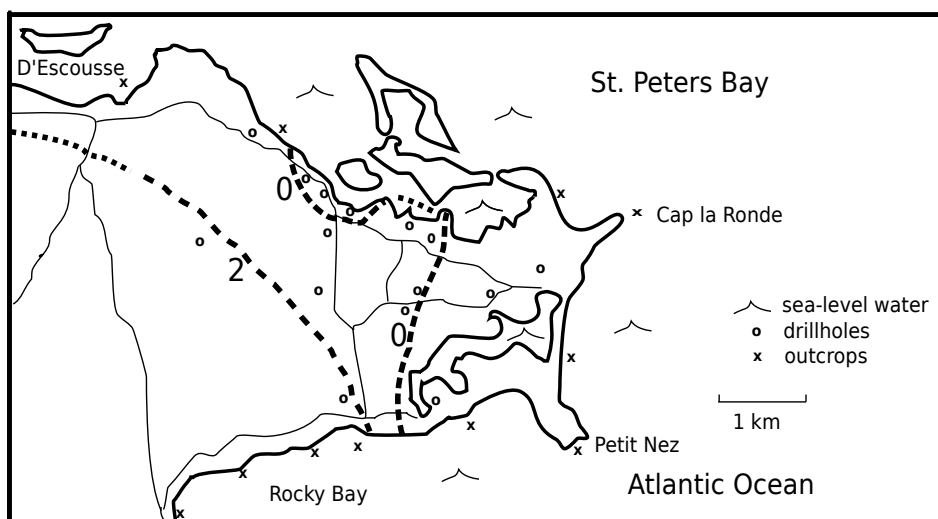 D'Escousse
x
St. Peters Bay
o
x
0
o
o
x
o
x Cap la Ronde
o
o
o
o
2
o
o
o
o
o
sea-level water
0
o drillholes
x
x outcrops
o
o
1 km
x
x
x
Petit Nez
x
x
Rocky Bay
Atlantic Ocean
x